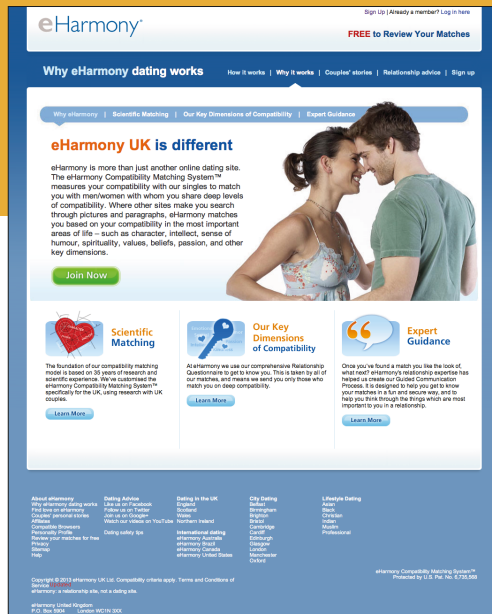 Sign Up | Already a member? Log in here
eHarmony
FREE to Review Your Matches
Why eHarmony dating works
How it works | Why it works | Couples' stories | Relationship advice | Sign up
Why eHarmony | Scientific Matching | Our Key Dimensions of Compatibility | Expert Guidance
eHarmony UK is different
eHarmony is more than just another online dating site.
The eHarmony Compatibility Matching System™
measures your compatibility with our singles to match
you with men/women with whom you share deep levels
of compatibility. Where other sites make you search
through pictures and paragraphs, eHarmony matches
you based on your compatibility in the most important
areas of life – such as character, intellect, sense of
humour, spirituality, values, beliefs, passion, and other
key dimensions.
Join Now
Scientific
Matching
The foundation of our compatibility matching
model is based on 35 years of research and
scientific experience. We've customised the
eHarmony Compatibility Matching System™
specifically for the UK, using research with UK
couples.
Learn More
Our Key
Dimensions
of Compatibility
At eHarmony we use our comprehensive Relationship
Questionnaire to get to know you. This is taken by all of
our matches, and means we send you only those who
match you on deep compatibility.
Learn More
Expert
Guidance
Once you've found a match you like the look of,
what next? eHarmony's relationship expertise has
helped us create our Guided Communication
Process. It is designed to help you get to know
your matches in a fun and secure way, and to
help you think through the things which are most
important to you in a relationship.
Learn More
About eHarmony
Why eHarmony dating works
Find love on eHarmony
Couples' personal stories
Affiliates
Compatible Browsers
Personality Profile
Review your matches for free
Privacy
Sitemap
Help
Dating Advice
Like us on Facebook
Follow us on Twitter
Join us on Google+
Watch our videos on YouTube
Dating safety tips
Dating in the UK
England
Scotland
Wales
Northern Ireland
International dating
eHarmony Australia
eHarmony Brazil
eHarmony Canada
eHarmony United States
City Dating
Belfast
Birmingham
Brighton
Bristol
Cambridge
Cardiff
Edinburgh
Glasgow
London
Manchester
Oxford
Lifestyle Dating
Asian
Black
Christian
Indian
Muslim
Professional
eHarmony Compatibility Matching System™
Protected by U.S. Pat. No. 6,735,568
Copyright © 2013 eHarmony UK Ltd. Compatibility criteria apply. Terms and Conditions of
Service
eHarmony: a relationship site, not a dating site.
eHarmony United Kingdom
P.O. Box 5904 London WC1N 3XX